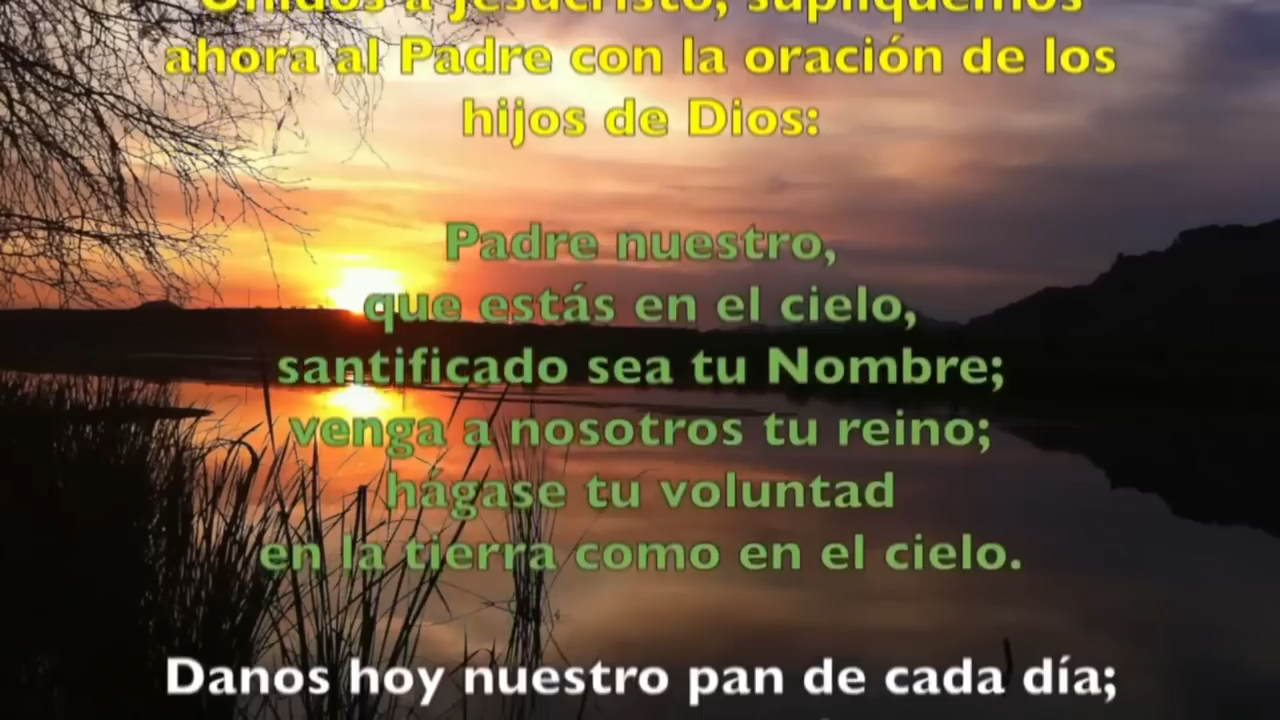 Unidos a Jesucristo, supliquemos
ahora al Padre con la oración de los
hijos de Dios:
Padre nuestro,
que estás en el cielo,
santificado sea tu Nombre;
venga a nosotros tu reino;
hágase tu voluntad
en la tierra como en el cielo.
Danos hoy nuestro pan de cada día;